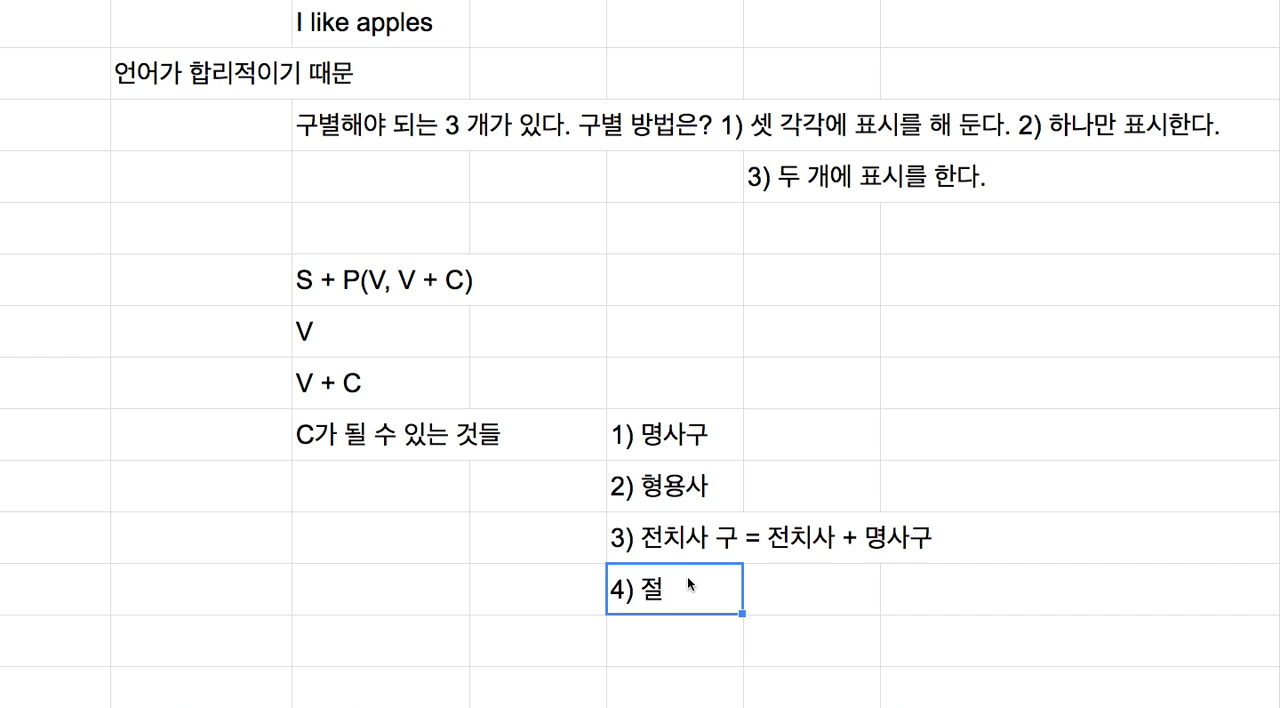 I like apples
언어가 합리적이기 때문
구별해야 되는 3 개가 있다. 구별 방법은? 1) 셋 각각에 표시를 해 둔다. 2) 하나만 표시한다.
3) 두 개에 표시를 한다.
S + P(V, V + C)
V
V + C
C가 될 수 있는 것들 1) 명사구
2) 형용사
3) 전치사 구 = 전치사 + 명사구
4) 절